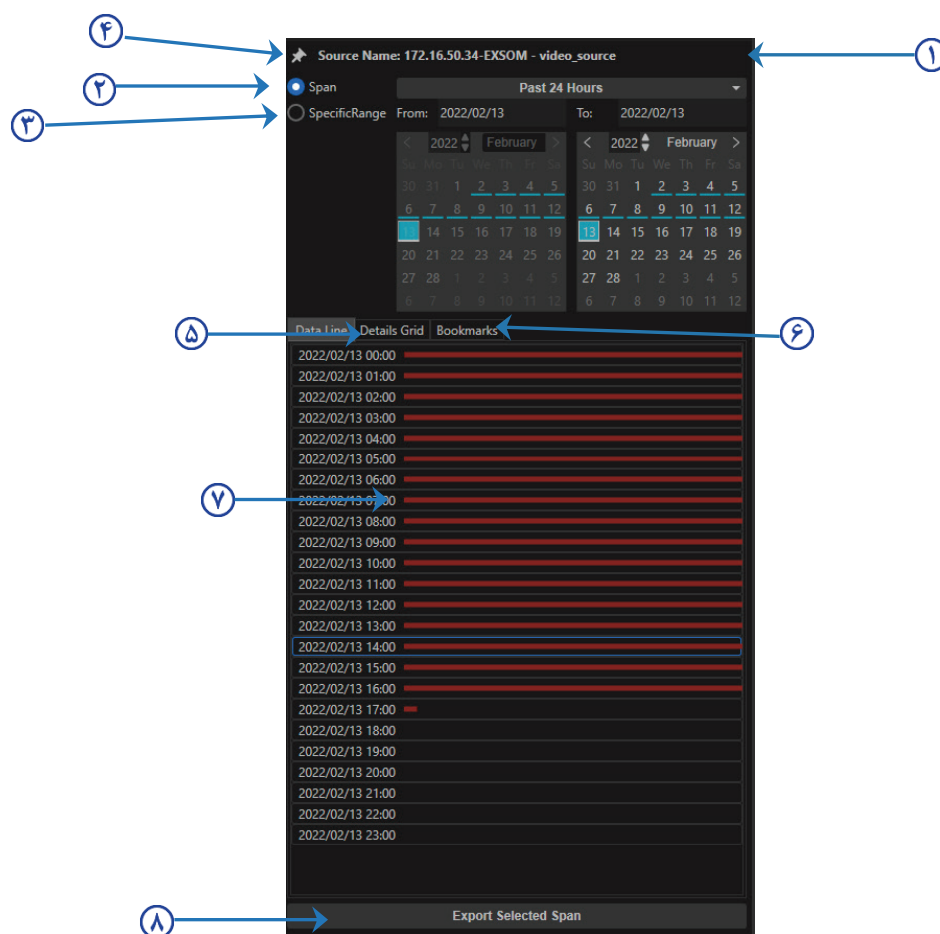 ۴
۱
Source Name: 172.16.50.34-EXSOM - video_source
۲
Span Past 24 Hours
۳
SpecificRange From: 2022/02/13 To: 2022/02/13
< 2022 February > < 2022 February >
Su Mo Tu We Th Fr Sa Su Mo Tu We Th Fr Sa
30 31 1 2 3 4 5 30 31 1 2 3 4 5
6 7 8 9 10 11 12 6 7 8 9 10 11 12
13 14 15 16 17 18 19 13 14 15 16 17 18 19
20 21 22 23 24 25 26 20 21 22 23 24 25 26
27 28 1 2 3 4 5 27 28 1 2 3 4 5
6 7 8 9 10 11 12 6 7 8 9 10 11 12
۵
Data Line Details Grid Bookmarks
۶
2022/02/13 00:00
2022/02/13 01:00
2022/02/13 02:00
2022/02/13 03:00
2022/02/13 04:00
2022/02/13 05:00
2022/02/13 06:00
۷
2022/02/13 07:00
2022/02/13 08:00
2022/02/13 09:00
2022/02/13 10:00
2022/02/13 11:00
2022/02/13 12:00
2022/02/13 13:00
2022/02/13 14:00
2022/02/13 15:00
2022/02/13 16:00
2022/02/13 17:00
2022/02/13 18:00
2022/02/13 19:00
2022/02/13 20:00
2022/02/13 21:00
2022/02/13 22:00
2022/02/13 23:00
۸
Export Selected Span